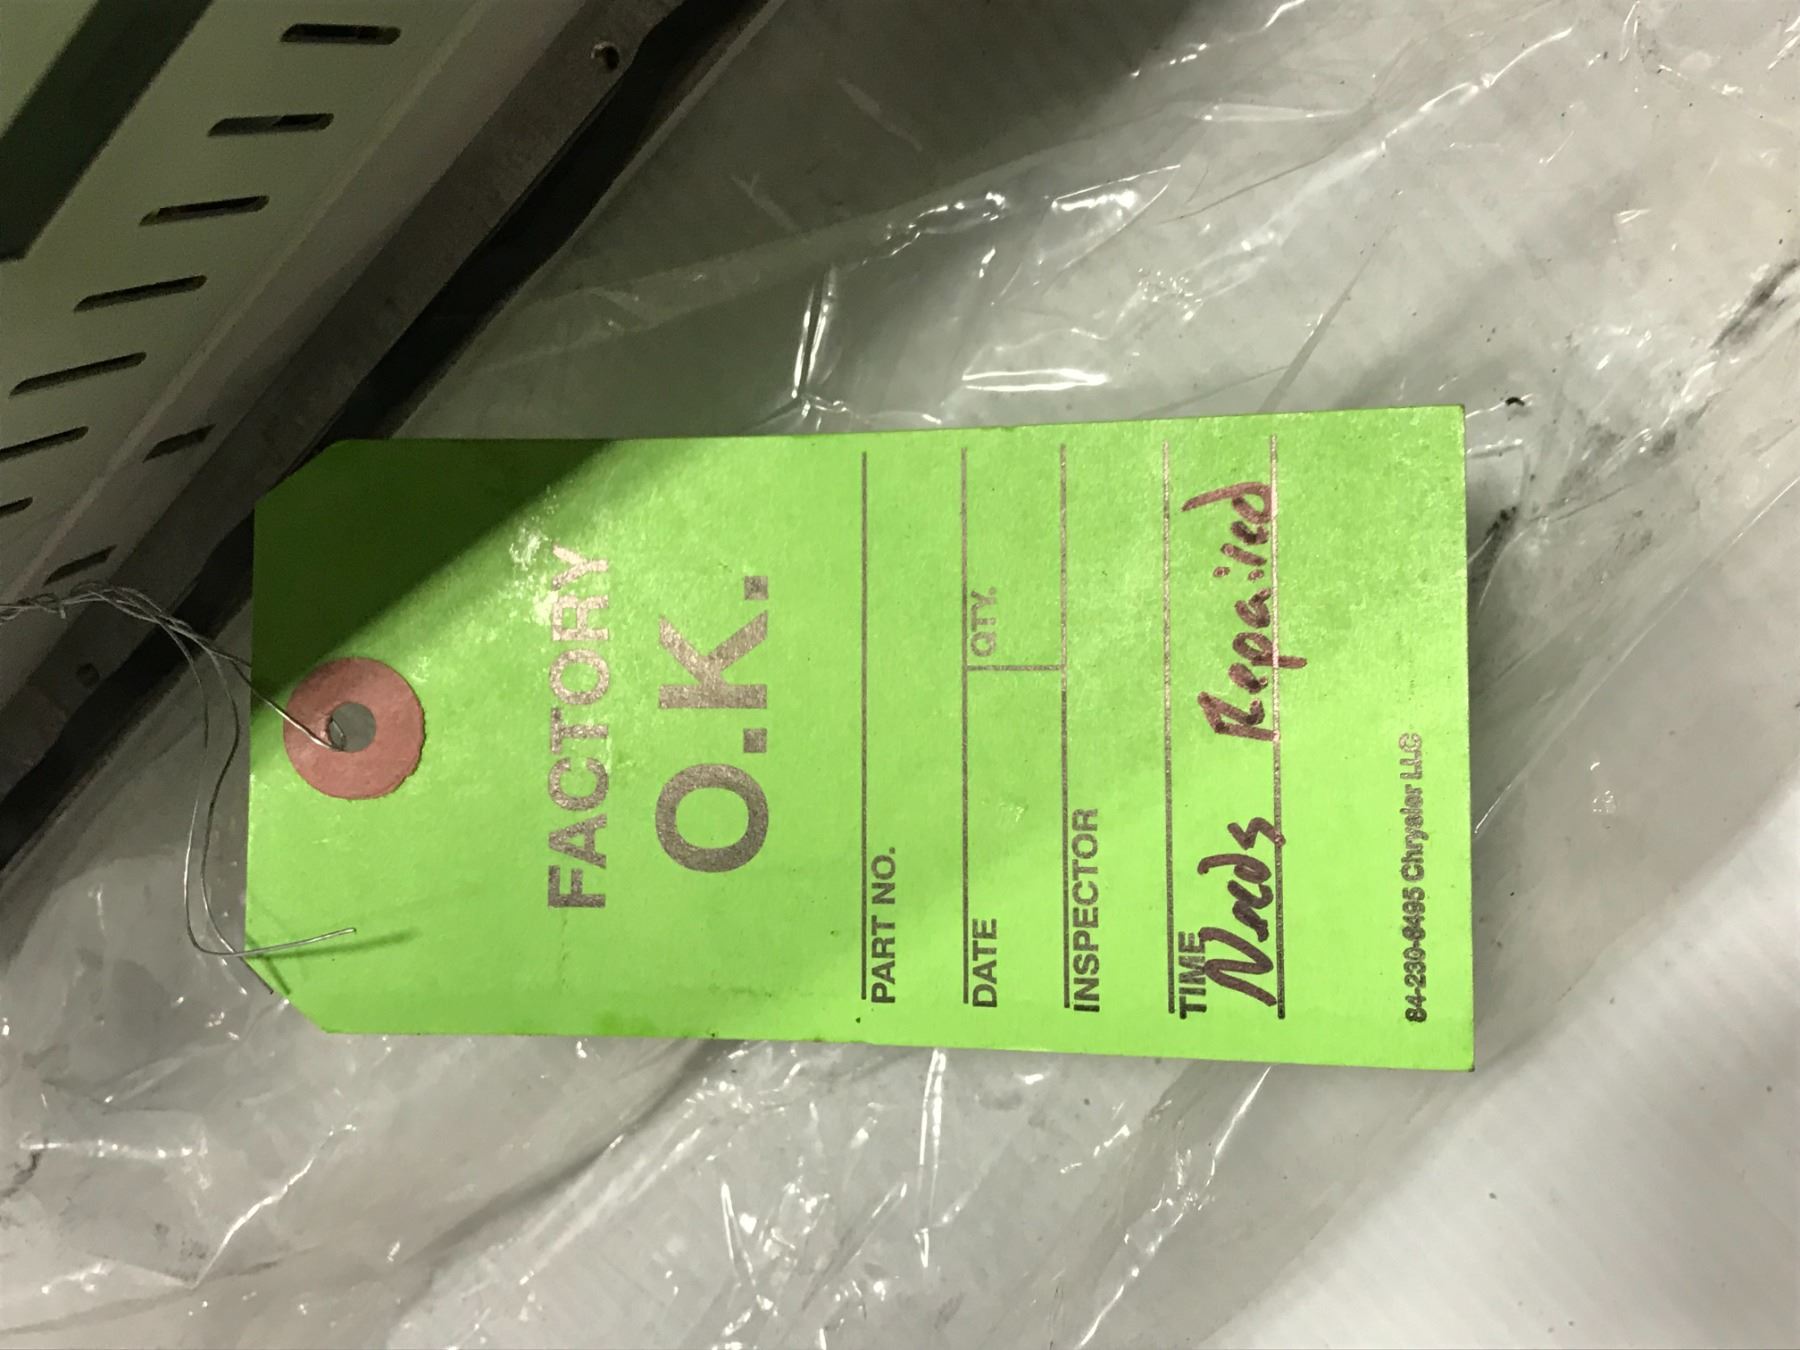 FACTORY
O.K.
PART NO.
DATE QTY.
INSPECTOR
TIME
Needs Repaired
84-230-8495 Chrysler LLC